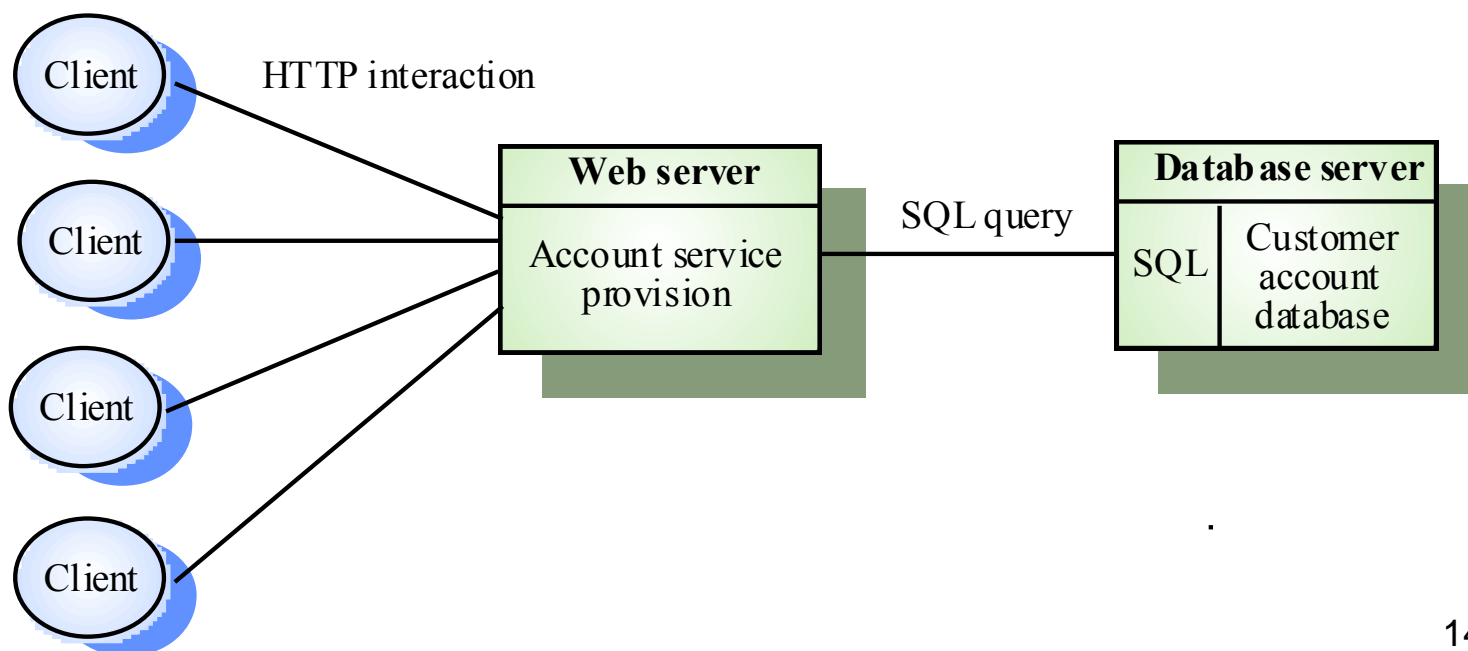 Client
HTTP interaction
Client
Client
Client
Web server
Account service
provision
SQL query
Database server
SQL
Customer
account
database
.
14